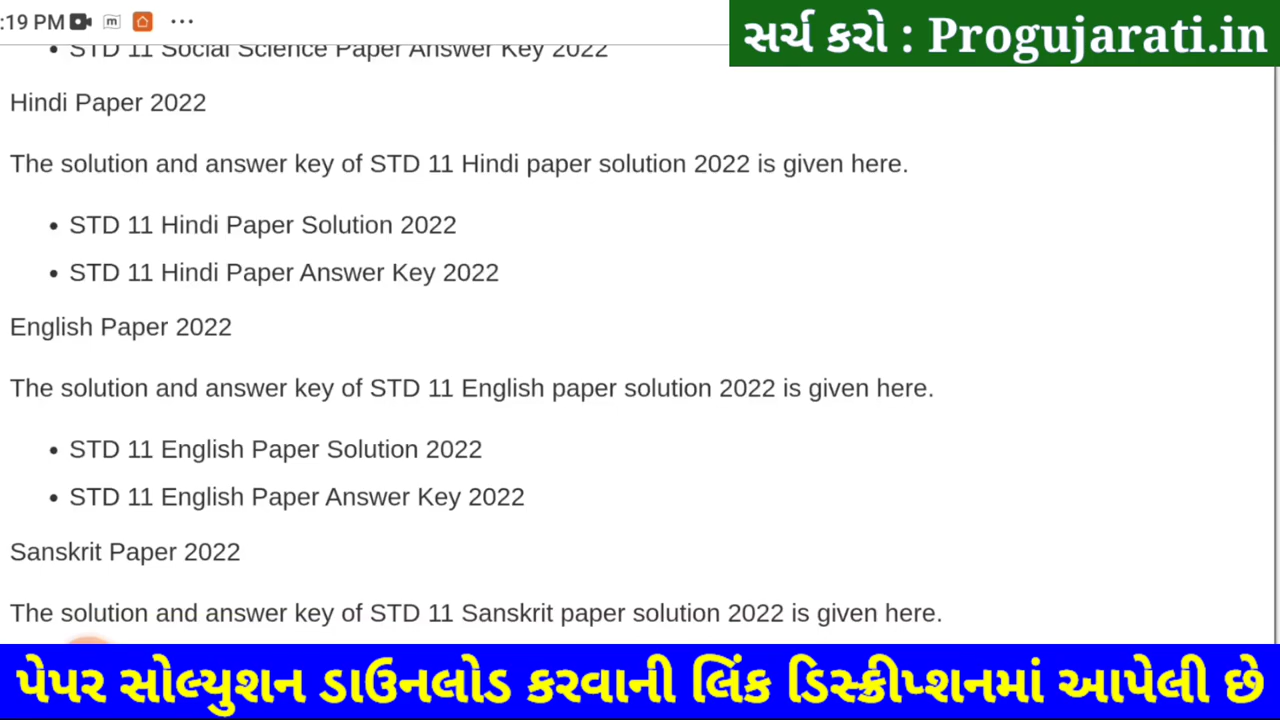 :19 PM
સર્ચ કરો : Progujarati.in
• STD 11 Social Science Paper Answer Key 2022
Hindi Paper 2022
The solution and answer key of STD 11 Hindi paper solution 2022 is given here.
• STD 11 Hindi Paper Solution 2022
• STD 11 Hindi Paper Answer Key 2022
English Paper 2022
The solution and answer key of STD 11 English paper solution 2022 is given here.
• STD 11 English Paper Solution 2022
• STD 11 English Paper Answer Key 2022
Sanskrit Paper 2022
The solution and answer key of STD 11 Sanskrit paper solution 2022 is given here.
પેપર સોલ્યુશન ડાઉનલોડ કરવાની લિંક ડિસ્ક્રીપ્શનમાં આપેલી છે